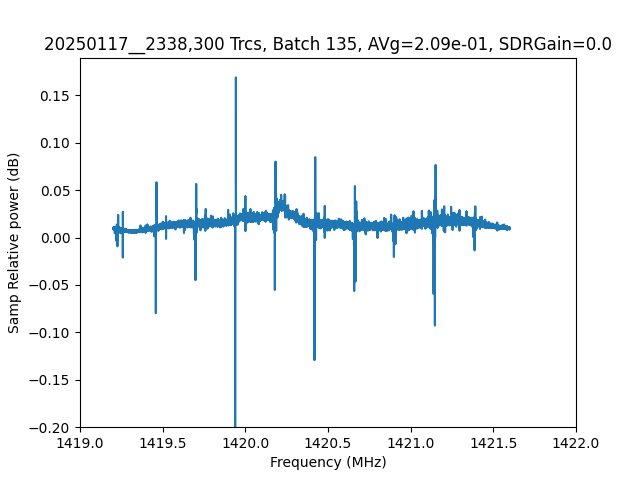 20250117__2338,300 Trcs, Batch 135, AVg=2.09e-01, SDRGain=0.0
0.15
0.10
0.05
0.00
−0.05
−0.10
−0.15
−0.20
Samp Relative power (dB)
1419.0 1419.5 1420.0 1420.5 1421.0 1421.5 1422.0
Frequency (MHz)